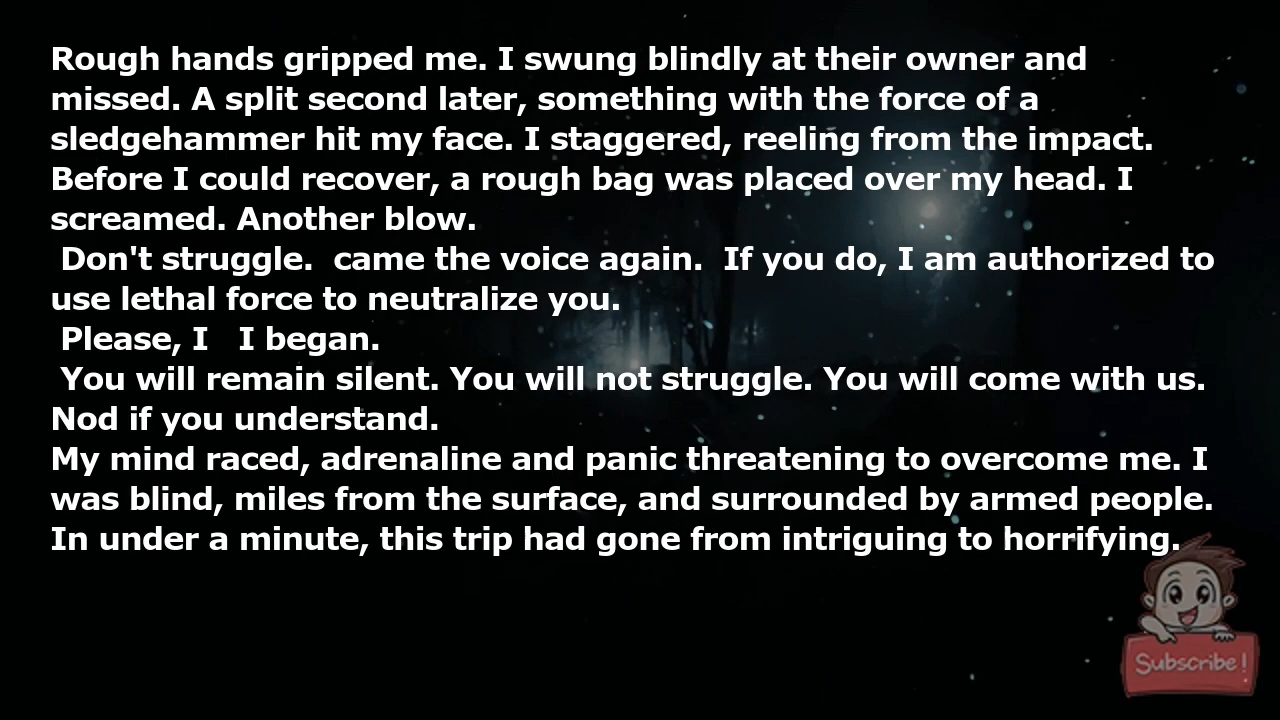 Rough hands gripped me. I swung blindly at their owner and
missed. A split second later, something with the force of a
sledgehammer hit my face. I staggered, reeling from the impact.
Before I could recover, a rough bag was placed over my head. I
screamed. Another blow.
Don't struggle.  came the voice again.  If you do, I am authorized to
use lethal force to neutralize you.
Please, I   I began.
You will remain silent. You will not struggle. You will come with us.
Nod if you understand.
My mind raced, adrenaline and panic threatening to overcome me. I
was blind, miles from the surface, and surrounded by armed people.
In under a minute, this trip had gone from intriguing to horrifying.
Subscribe!